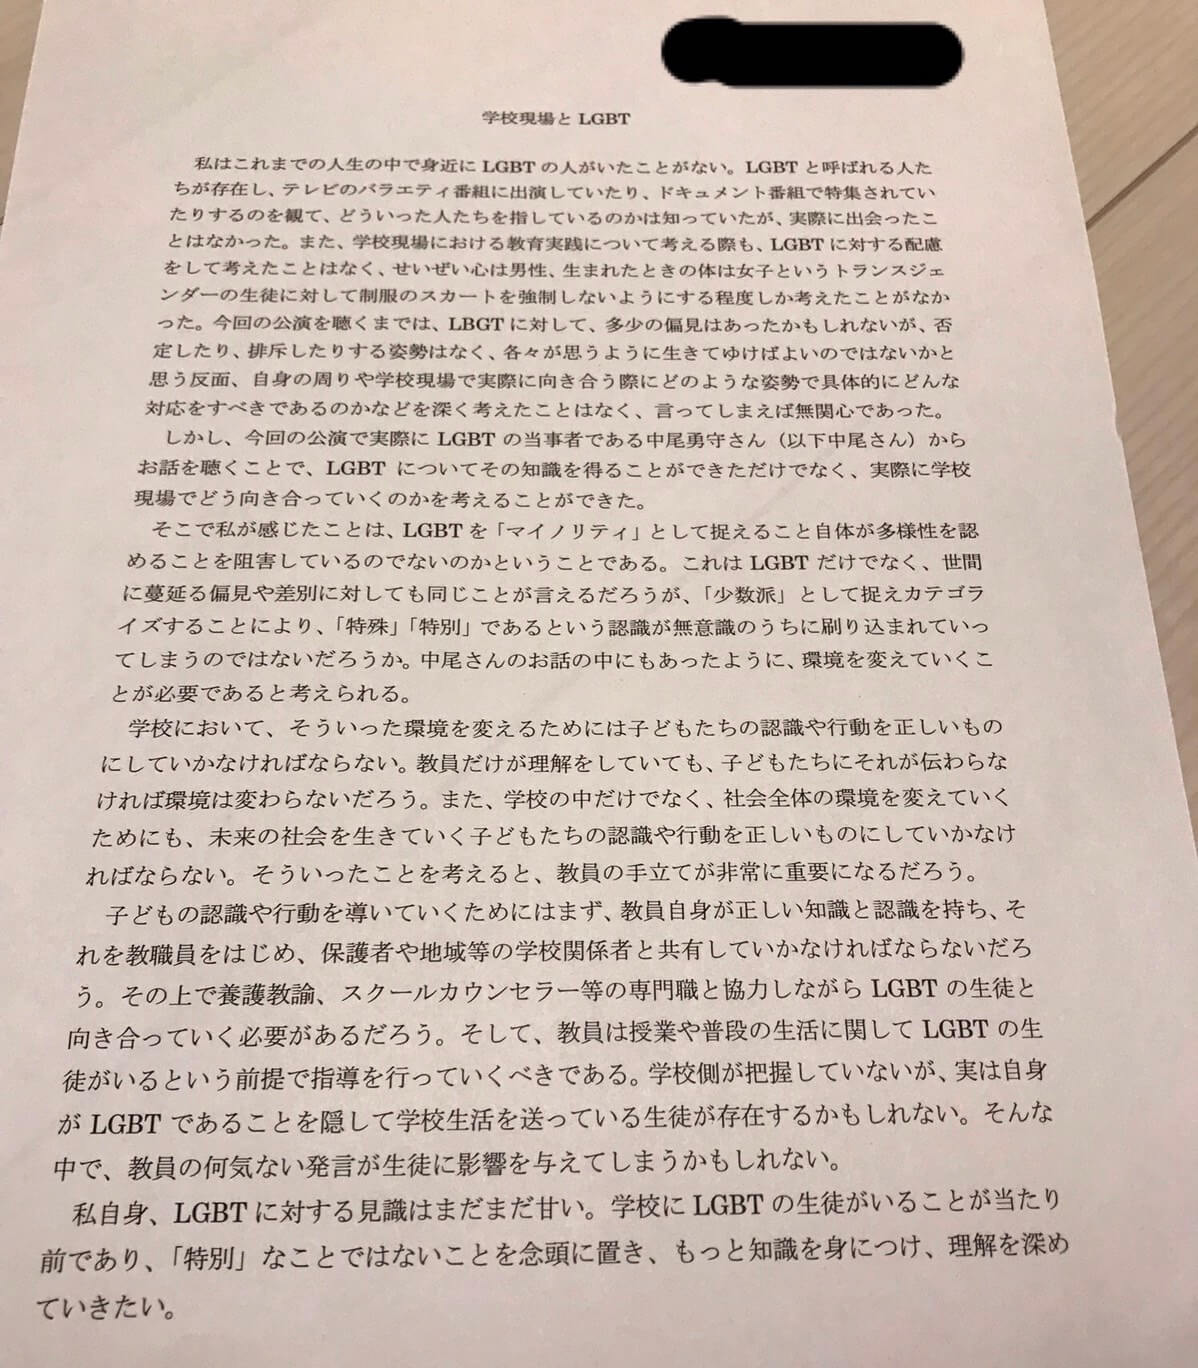 学校現場と LGBT
私はこれまでの人生の中で身近に LGBT の人がいたことがない。LGBT と呼ばれる人た
ちが存在し、テレビのバラエティ番組に出演していたり、ドキュメント番組で特集されてい
たりするのを観て、どういった人たちを指しているのかは知っていたが、実際に出会ったこ
とはなかった。また、学校現場における教育実践について考える際も、LGBT に対する配慮
をして考えたことはなく、せいぜい心は男性、生まれたときの体は女子というトランスジェ
ンダーの生徒に対して制服のスカートを強制しないようにする程度しか考えたことがなか
った。今回の公演を聴くまでは、LBGT に対して、多少の偏見はあったかもしれないが、否
定したり、排斥したりする姿勢はなく、各々が思うように生きてゆけばよいのではないかと
思う反面、自身の周りや学校現場で実際に向き合う際にどのような姿勢で具体的にどんな
対応をすべきであるのかなどを深く考えたことはなく、言ってしまえば無関心であった。
しかし、今回の公演で実際に LGBT の当事者である中尾勇守さん（以下中尾さん）から
お話を聴くことで、LGBT についてその知識を得ることができただけでなく、実際に学校
現場でどう向き合っていくのかを考えることができた。
そこで私が感じたことは、LGBT を「マイノリティ」として捉えること自体が多様性を認
めることを阻害しているのでないのかということである。これは LGBT だけでなく、世間
に蔓延る偏見や差別に対しても同じことが言えるだろうが、「少数派」として捉えカテゴラ
イズすることにより、「特殊」「特別」であるという認識が無意識のうちに刷り込まれていっ
てしまうのではないだろうか。中尾さんのお話の中にもあったように、環境を変えていくこ
とが必要であると考えられる。
学校において、そういった環境を変えるためには子どもたちの認識や行動を正しいもの
にしていかなければならない。教員だけが理解をしていても、子どもたちにそれが伝わらな
ければ環境は変わらないだろう。また、学校の中だけでなく、社会全体の環境を変えていく
ためにも、未来の社会を生きていく子どもたちの認識や行動を正しいものにしていかなけ
ればならない。そういったことを考えると、教員の手立てが非常に重要になるだろう。
子どもの認識や行動を導いていくためにはまず、教員自身が正しい知識と認識を持ち、そ
れを教職員をはじめ、保護者や地域等の学校関係者と共有していかなければならないだろ
う。その上で養護教諭、スクールカウンセラー等の専門職と協力しながら LGBT の生徒と
向き合っていく必要があるだろう。そして、教員は授業や普段の生活に関して LGBT の生
徒がいるという前提で指導を行っていくべきである。学校側が把握していないが、実は自身
が LGBT であることを隠して学校生活を送っている生徒が存在するかもしれない。そんな
中で、教員の何気ない発言が生徒に影響を与えてしまうかもしれない。
私自身、LGBT に対する見識はまだまだ甘い。学校に LGBT の生徒がいることが当たり
前であり、「特別」なことではないことを念頭に置き、もっと知識を身につけ、理解を深め
ていきたい。